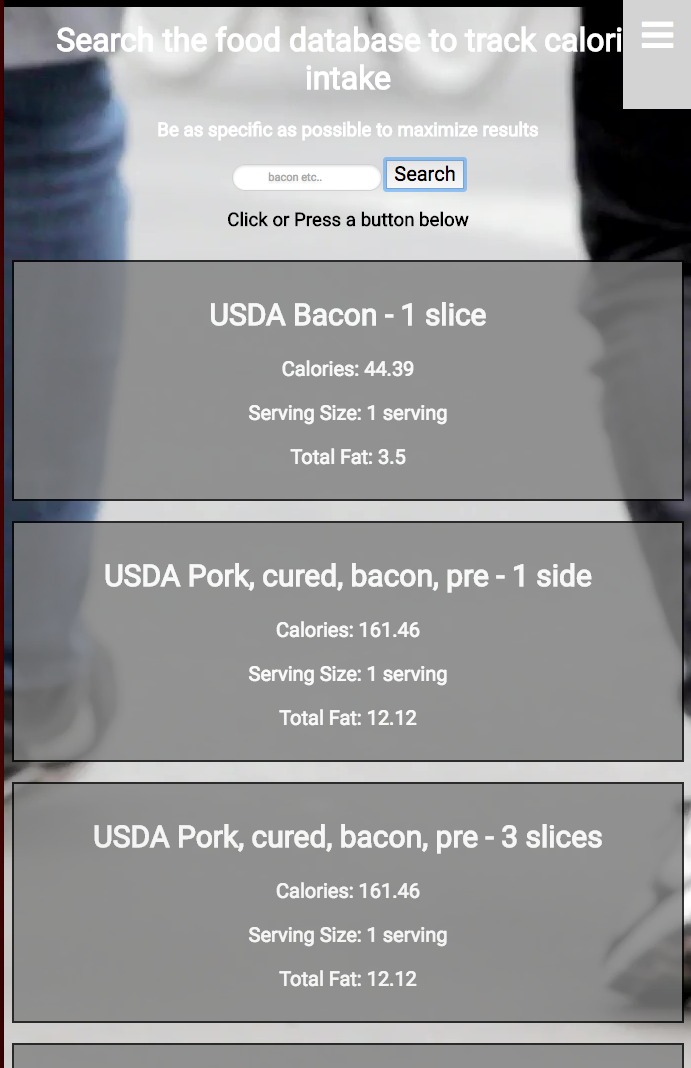 Search the food database to track calori
intake
Be as specific as possible to maximize results
bacon etc..
Search
Click or Press a button below
USDA Bacon - 1 slice
Calories: 44.39
Serving Size: 1 serving
Total Fat: 3.5
USDA Pork, cured, bacon, pre - 1 side
Calories: 161.46
Serving Size: 1 serving
Total Fat: 12.12
USDA Pork, cured, bacon, pre - 3 slices
Calories: 161.46
Serving Size: 1 serving
Total Fat: 12.12